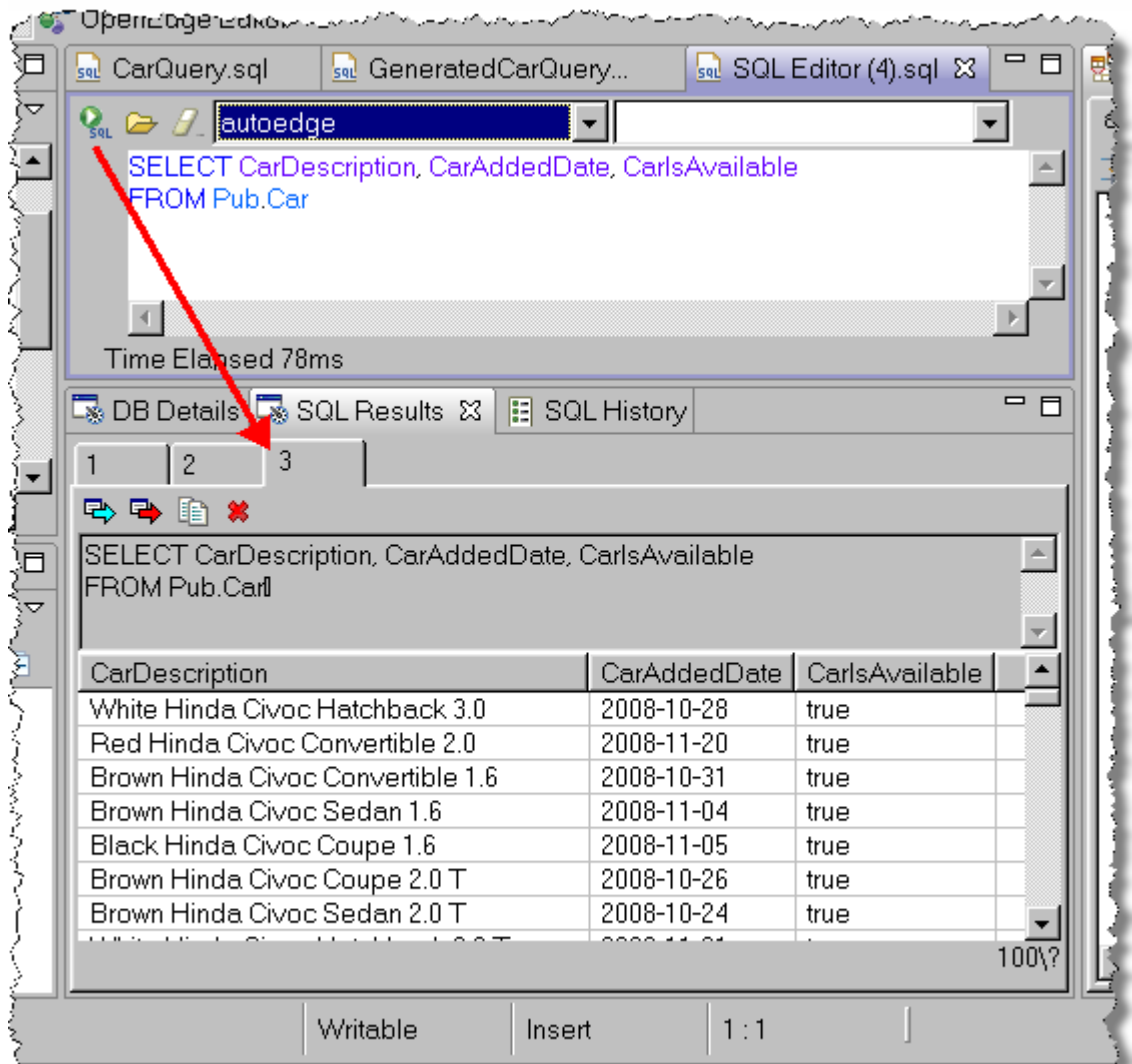 OpenEdge Editor
CarQuery.sql GeneratedCarQuery... SQL Editor (4).sql
SQL autoedge
SELECT CarDescription, CarAddedDate, CarIsAvailable
FROM Pub.Car
Time Elapsed 78ms
DB Details SQL Results SQL History
1 2 3
SELECT CarDescription, CarAddedDate, CarIsAvailable
FROM Pub.Car
CarDescription CarAddedDate CarIsAvailable
White Hinda Civoc Hatchback 3.0 2008-10-28 true
Red Hinda Civoc Convertible 2.0 2008-11-20 true
Brown Hinda Civoc Convertible 1.6 2008-10-31 true
Brown Hinda Civoc Sedan 1.6 2008-11-04 true
Black Hinda Civoc Coupe 1.6 2008-11-05 true
Brown Hinda Civoc Coupe 2.0 T 2008-10-26 true
Brown Hinda Civoc Sedan 2.0 T 2008-10-24 true
100\?
Writable Insert 1 : 1